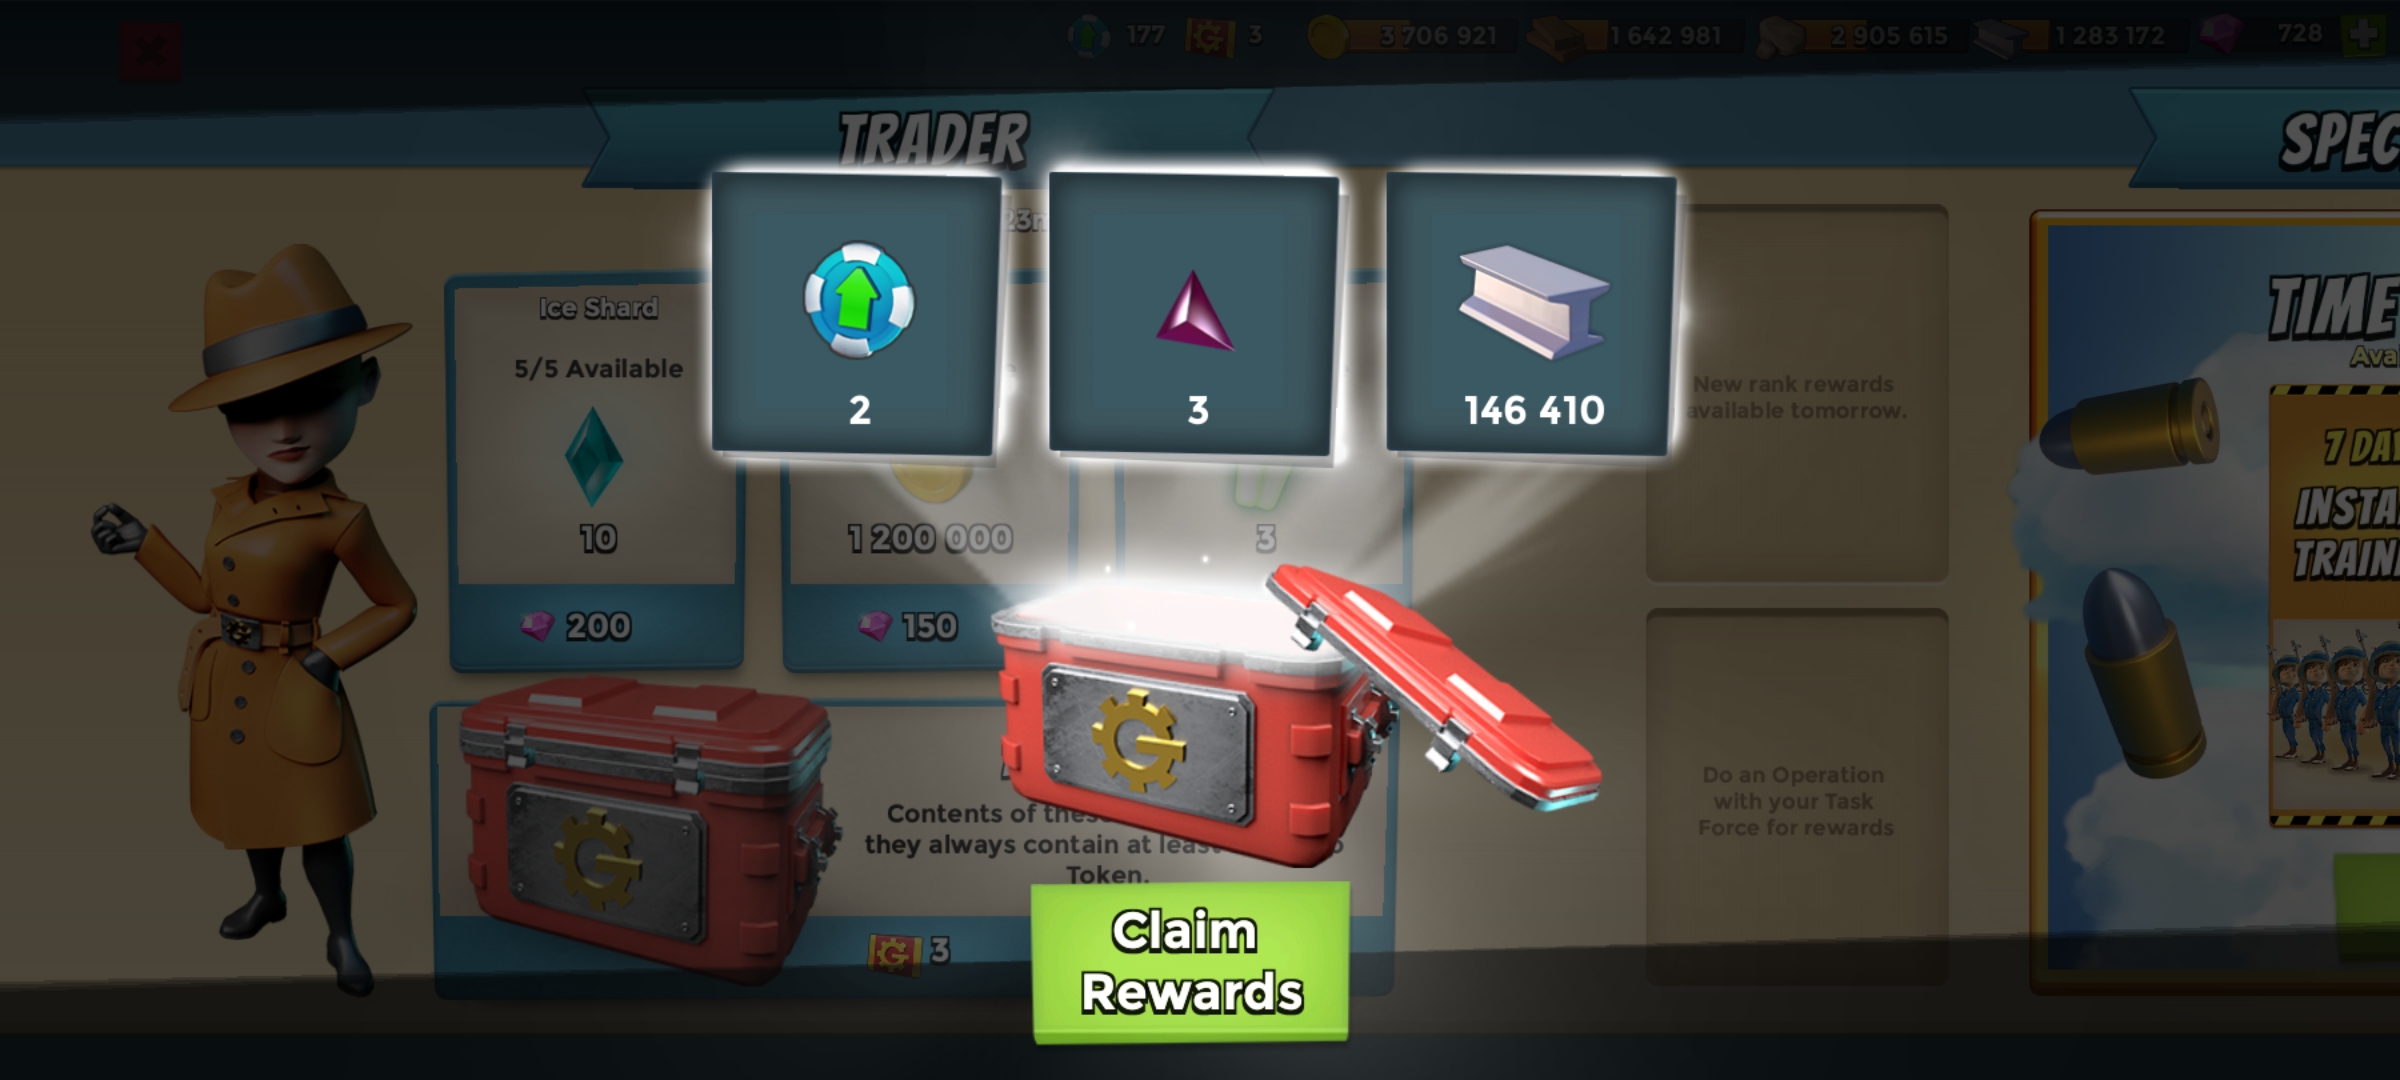 177
3
3 706 921
1 642 981
2 905 615
1 283 172
728
TRADER
SPEC
Ice Shard
5/5 Available
10
200
1 200 000
150
3
2
3
146 410
New rank rewards
available tomorrow.
Do an Operation
with your Task
Force for rewards
TIME
Ava
7 DA
INSTA
TRAIN
Contents of these
they always contain at least
Token.
3
Claim
Rewards